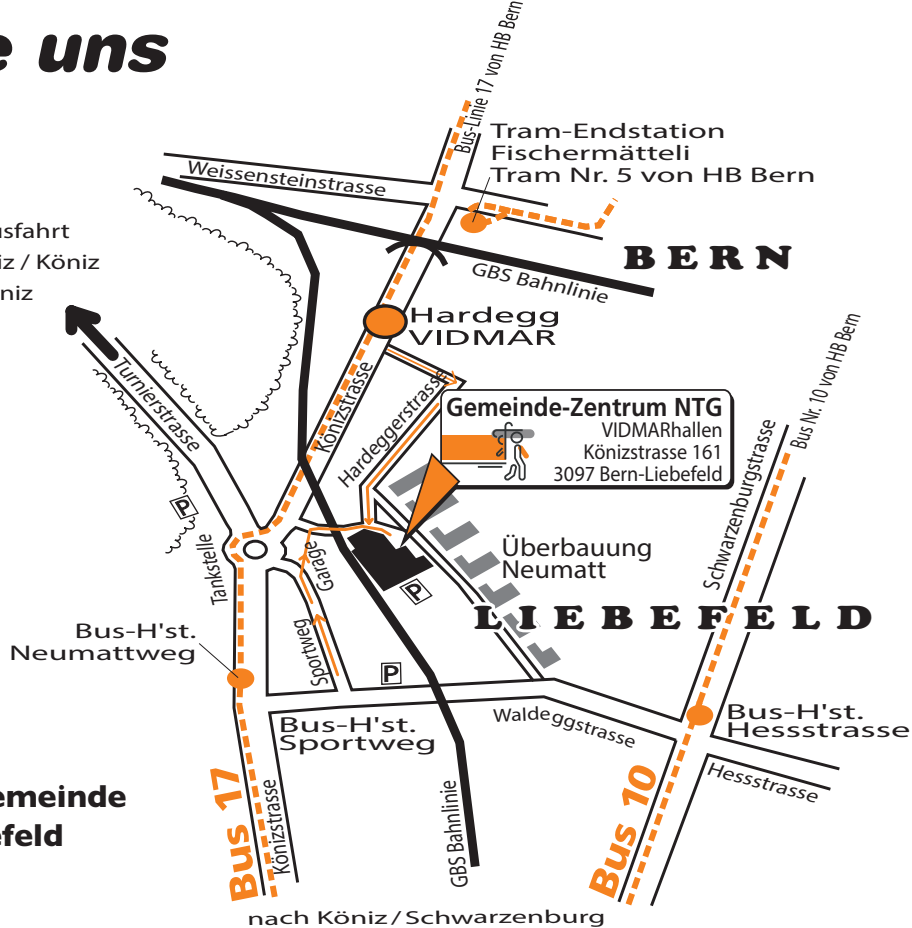 e uns
Bus-Linie 17 von HB Bern
Tram-Endstation
Fischermätteli
Tram Nr. 5 von HB Bern
Weissensteinstrasse
usfahrt
iz / Köniz
niz
BERN
GBS Bahnlinie
Hardegg
VIDMAR
Turnierstrasse
Könizstrasse
Hardeggerstrasse
Gemeinde-Zentrum NTG
VIDMARhallen
Könizstrasse 161
3097 Bern-Liebefeld
Bus Nr. 10 von HB Bern
Schwarzenburgstrasse
P
Tankstelle
Garage
P
Überbauung
Neumatt
LIEBEFELD
Bus-H'st.
Neumattweg
Sportweg
P
Bus-H'st.
Sportweg
Waldeggstrasse
Bus-H'st.
Hessstrasse
Hessstrasse
emeinde
efeld
Bus 17
Könizstrasse
GBS Bahnlinie
Bus 10
nach Köniz / Schwarzenburg